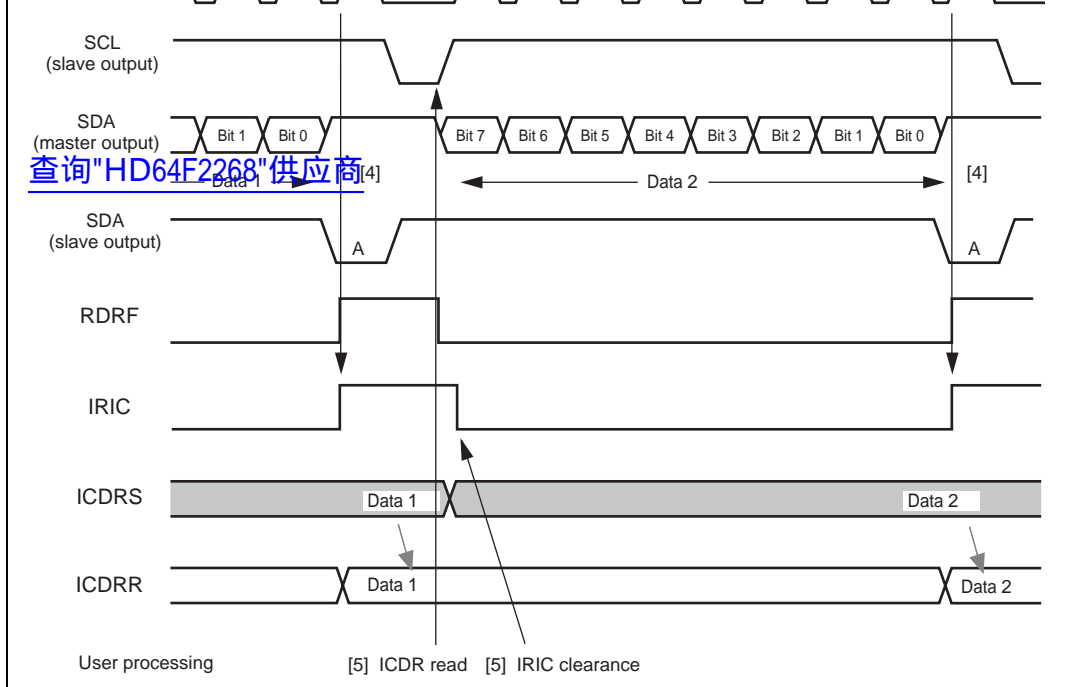 SCL
(slave output)
SDA
(master output)
Bit 1 Bit 0 Bit 7 Bit 6 Bit 5 Bit 4 Bit 3 Bit 2 Bit 1 Bit 0
查询"HD64F2268"供应商
Data 1 [4] Data 2 [4]
SDA
(slave output)
A A
RDRF
IRIC
ICDRS Data 1 Data 2
ICDRR Data 1 Data 2
User processing [5] ICDR read [5] IRIC clearance